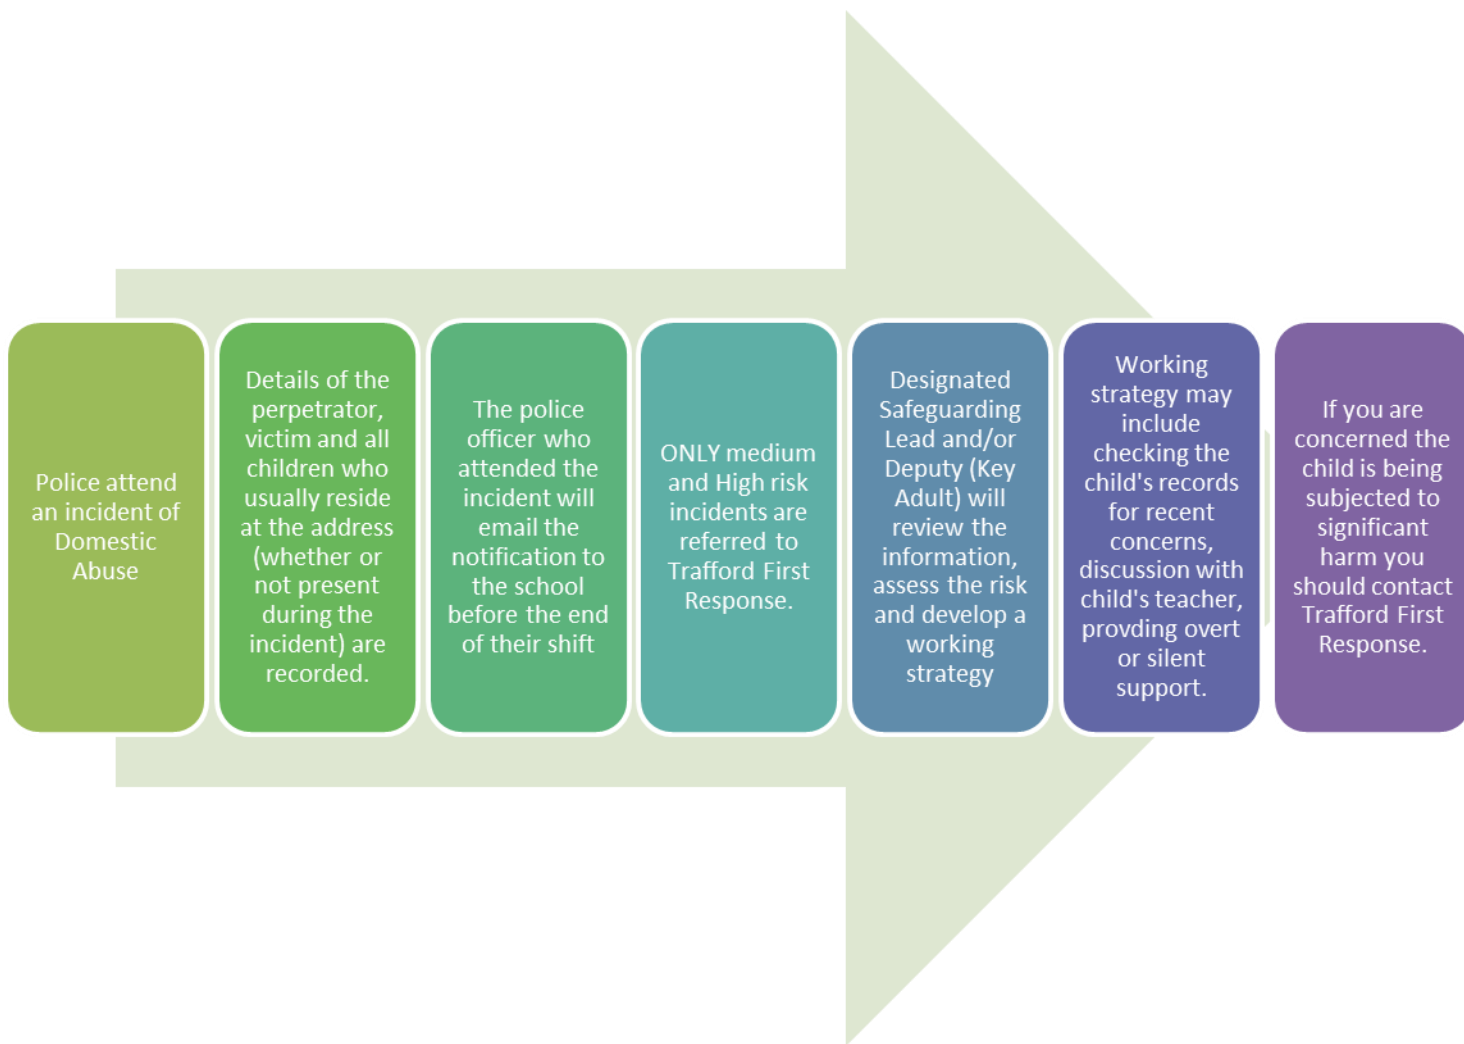 Police attend
an incident of
Domestic
Abuse
Details of the
perpetrator,
victim and all
children who
usually reside
at the address
(whether or
not present
during the
incident) are
recorded.
The police
officer who
attended the
incident will
email the
notification to
the school
before the end
of their shift
ONLY medium
and High risk
incidents are
referred to
Trafford First
Response.
Designated
Safeguarding
Lead and/or
Deputy (Key
Adult) will
review the
information,
assess the risk
and develop a
working
strategy
Working
strategy may
include
checking the
child's records
for recent
concerns,
discussion with
child's teacher,
provding overt
or silent
support.
If you are
concerned the
child is being
subjected to
significant
harm you
should contact
Trafford First
Response.